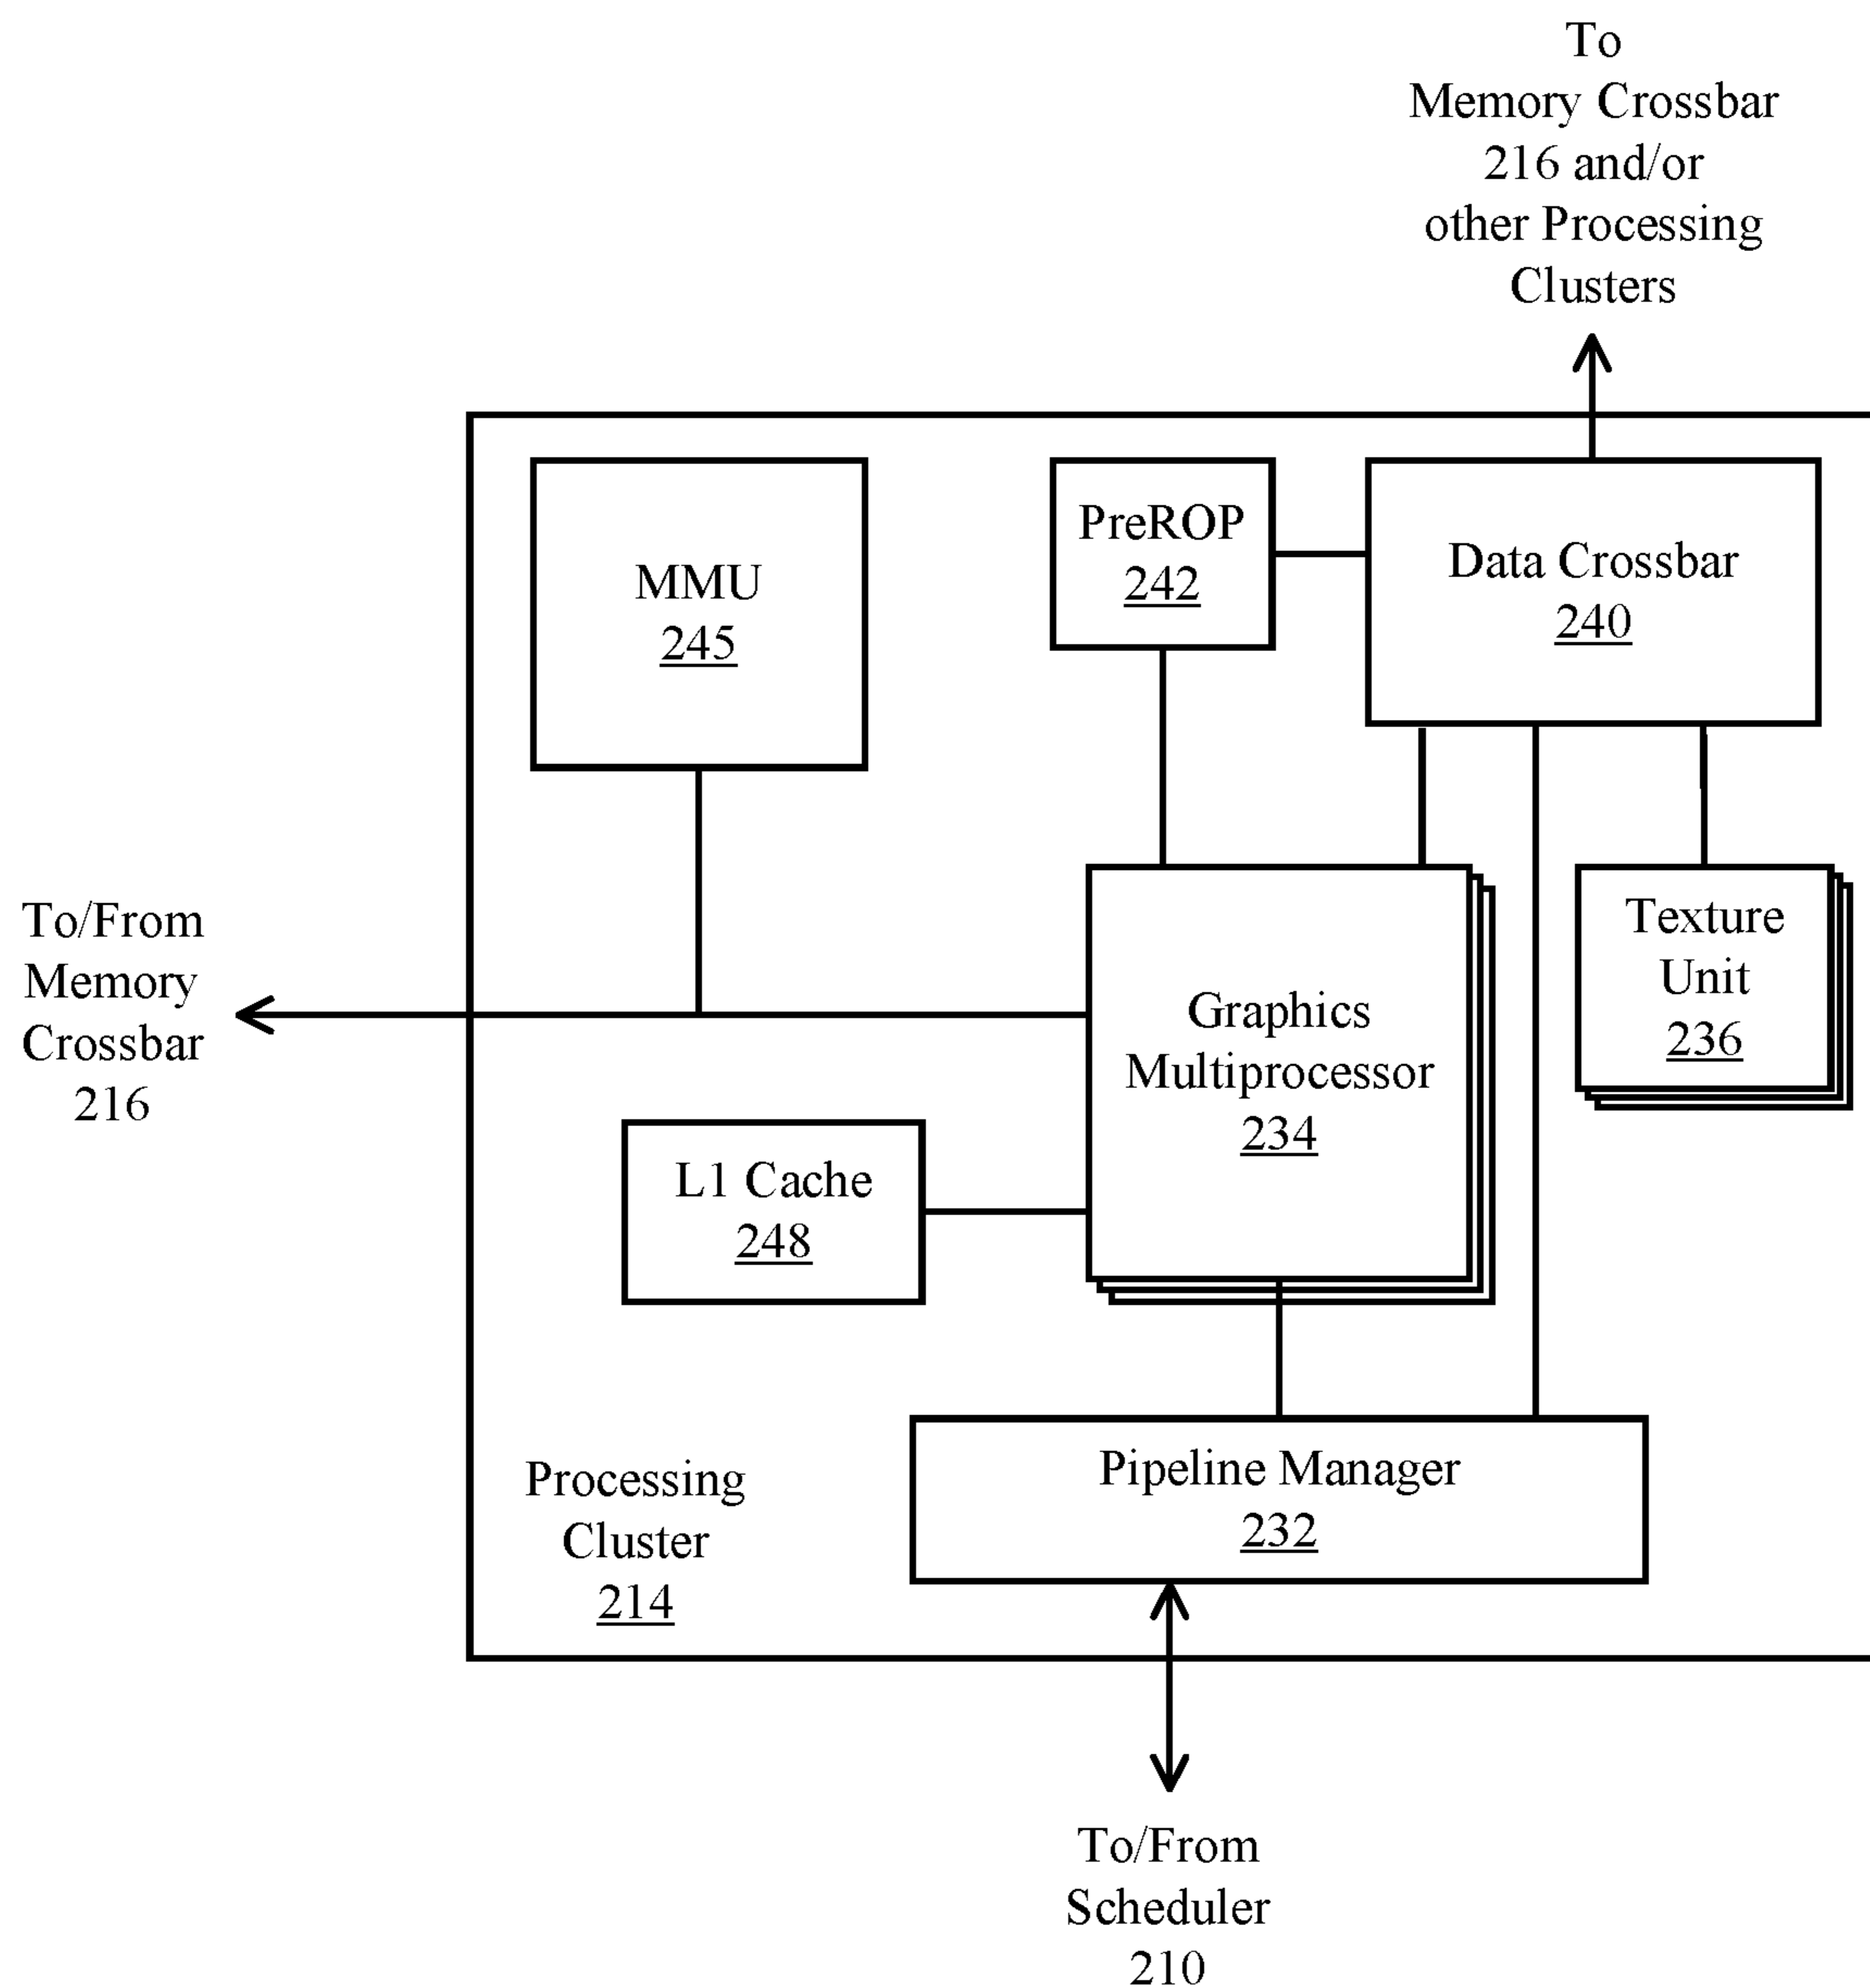 To
Memory Crossbar
216 and/or
other Processing
Clusters
MMU
245
PreROP
242
Data Crossbar
240
To/From
Memory
Crossbar
216
Graphics
Multiprocessor
234
Texture
Unit
236
L1 Cache
248
Processing
Cluster
214
Pipeline Manager
232
To/From
Scheduler
210